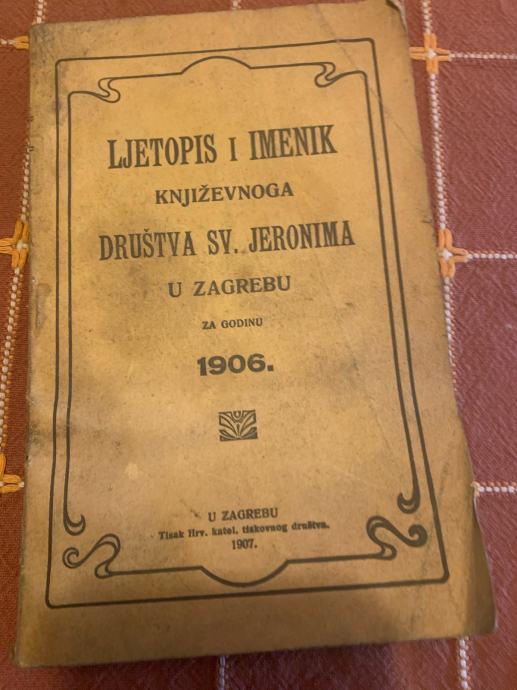 LJETOPIS I IMENIK
KNJIŽEVNOGA
DRUŠTVA SV. JERONIMA
U ZAGREBU
ZA GODINU
1906.
U ZAGREBU
Tisak Hrv. katol. tiskovnog društva.
1907.